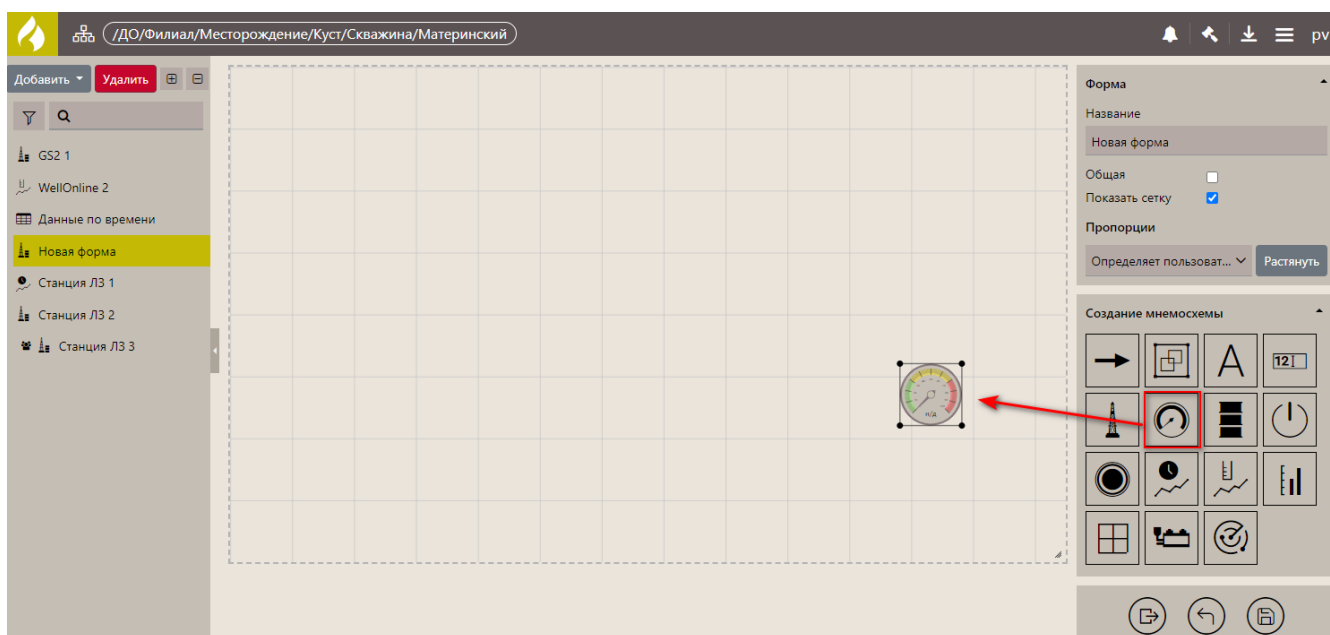 /ДО/Филиал/Месторождение/Куст/Скважина/Материнский
pv
Добавить
Удалить
GS2 1
WellOnline 2
Данные по времени
Новая форма
Станция ЛЗ 1
Станция ЛЗ 2
Станция ЛЗ 3
н/д
Форма
Название
Новая форма
Общая
Показать сетку
Пропорции
Определяет пользоват...
Растянуть
Создание мнемосхемы
A
12